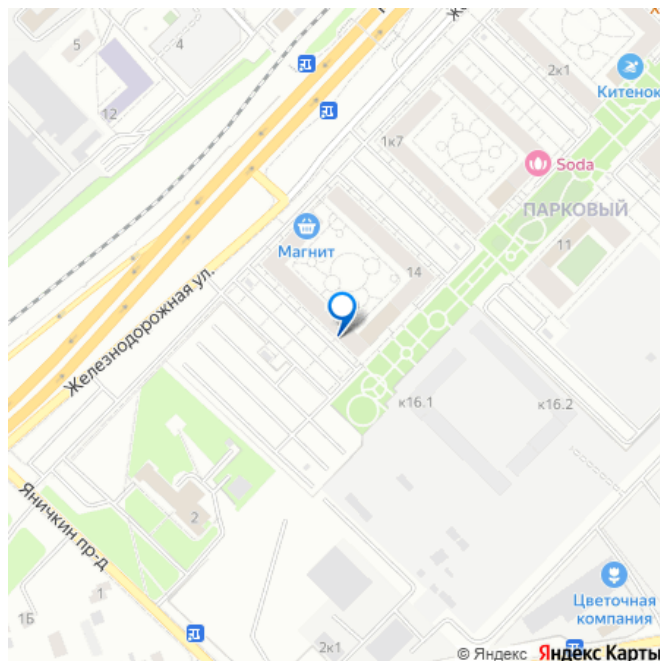 5
4
12
2к1
Китенок
1к7
Soda
ПАРКОВЫЙ
11
Магнит
14
Железнодорожная ул.
к16.1
к16.2
Яничкин пр-д
2
1
1Б
2к1
Цветочная
компания
© Яндекс Яндекс Карты